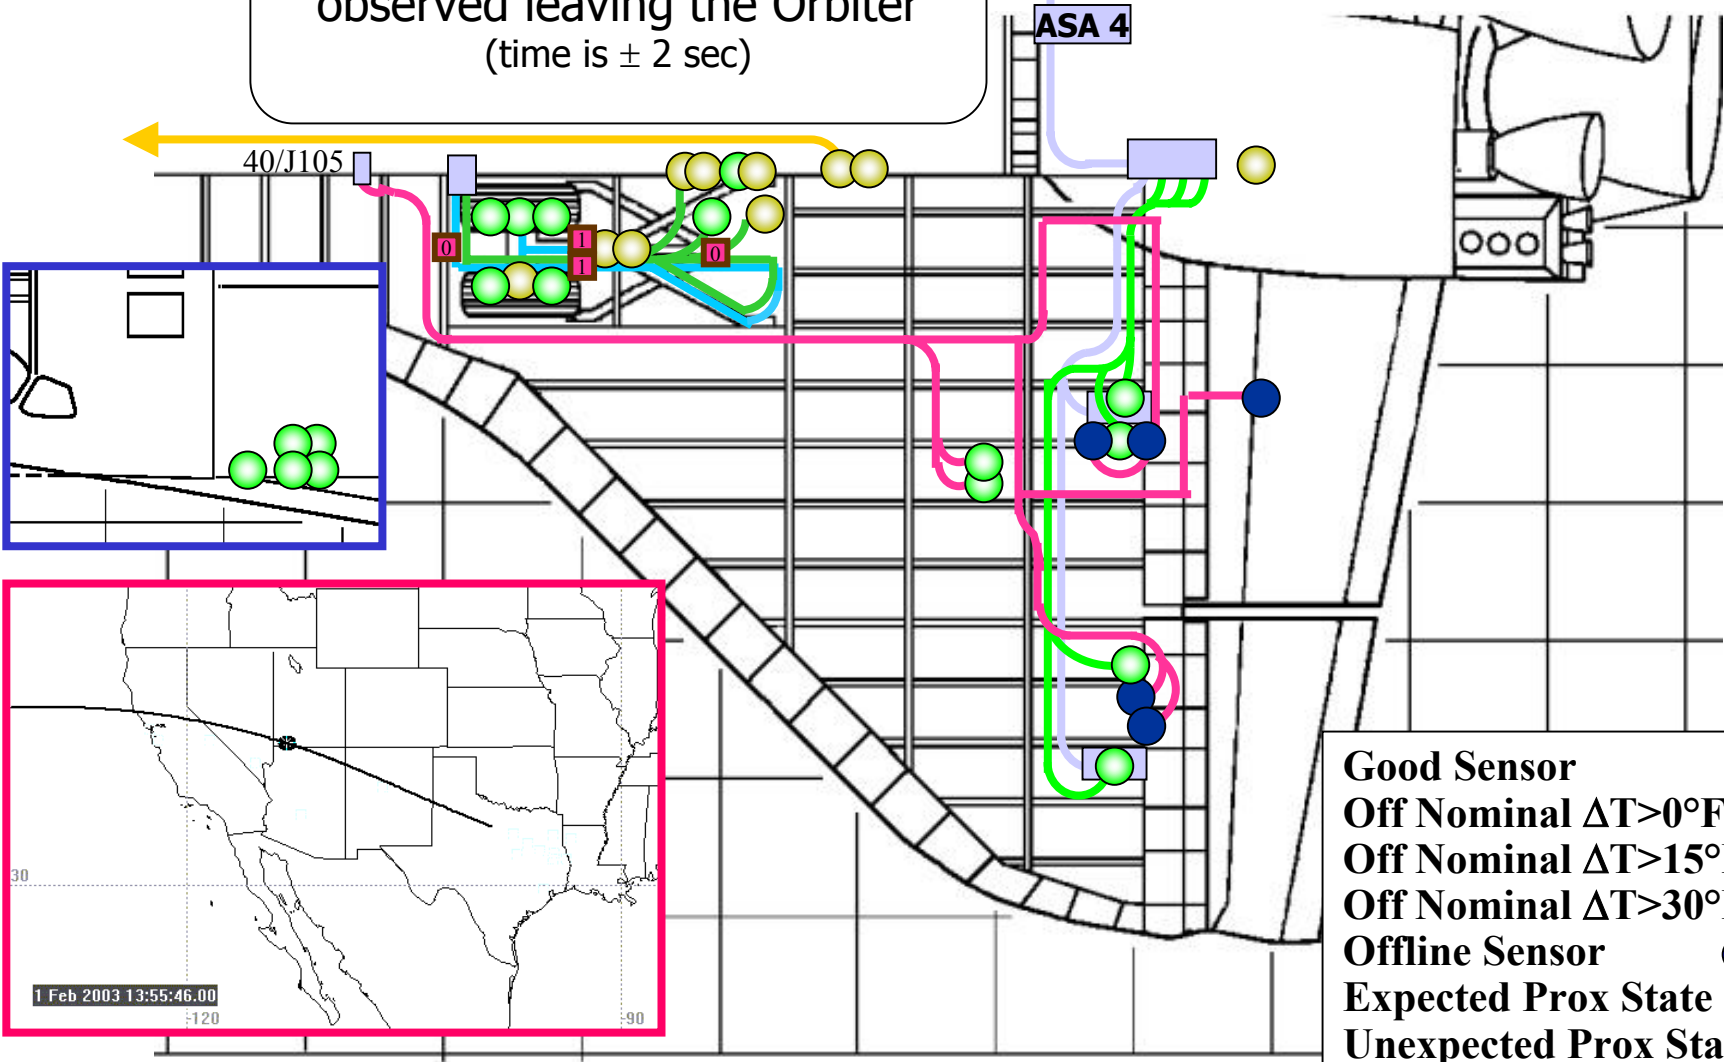 observed leaving the Orbiter
(time is ± 2 sec)
ASA 4
40/J105
0
1
1
0
30
1 Feb 2003 13:55:46.00
-120
-90
Good Sensor
Off Nominal ΔT>0°F
Off Nominal ΔT>15°
Off Nominal ΔT>30°
Offline Sensor
Expected Prox State
Unexpected Prox Sta